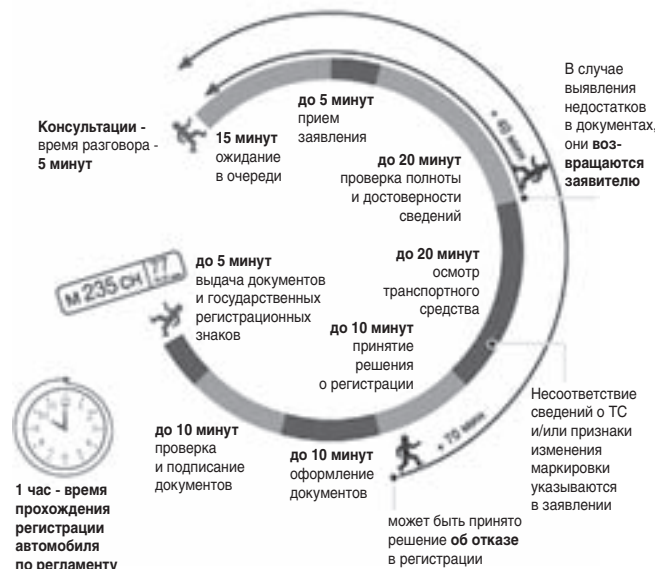 Консультации -
время разговора -
5 минут
15 минут
ожидание
в очереди
до 5 минут
прием
заявления
до 20 минут
проверка полноты
и достоверности
сведений
+ 40 мин
В случае
выявления
недостатков
в документах,
они воз-
вращаются
заявителю
до 20 минут
осмотр
транспортного
средства
Несоответствие
сведений о ТС
и/или признаки
изменения
маркировки
указываются
в заявлении
до 10 минут
принятие
решения
о регистрации
+ 70 мин
может быть принято
решение об отказе
в регистрации
до 10 минут
оформление
документов
до 10 минут
проверка
и подписание
документов
до 5 минут
выдача документов
и государственных
регистрационных
знаков
м 235 сн 77
1 час - время
прохождения
регистрации
автомобиля
по регламенту